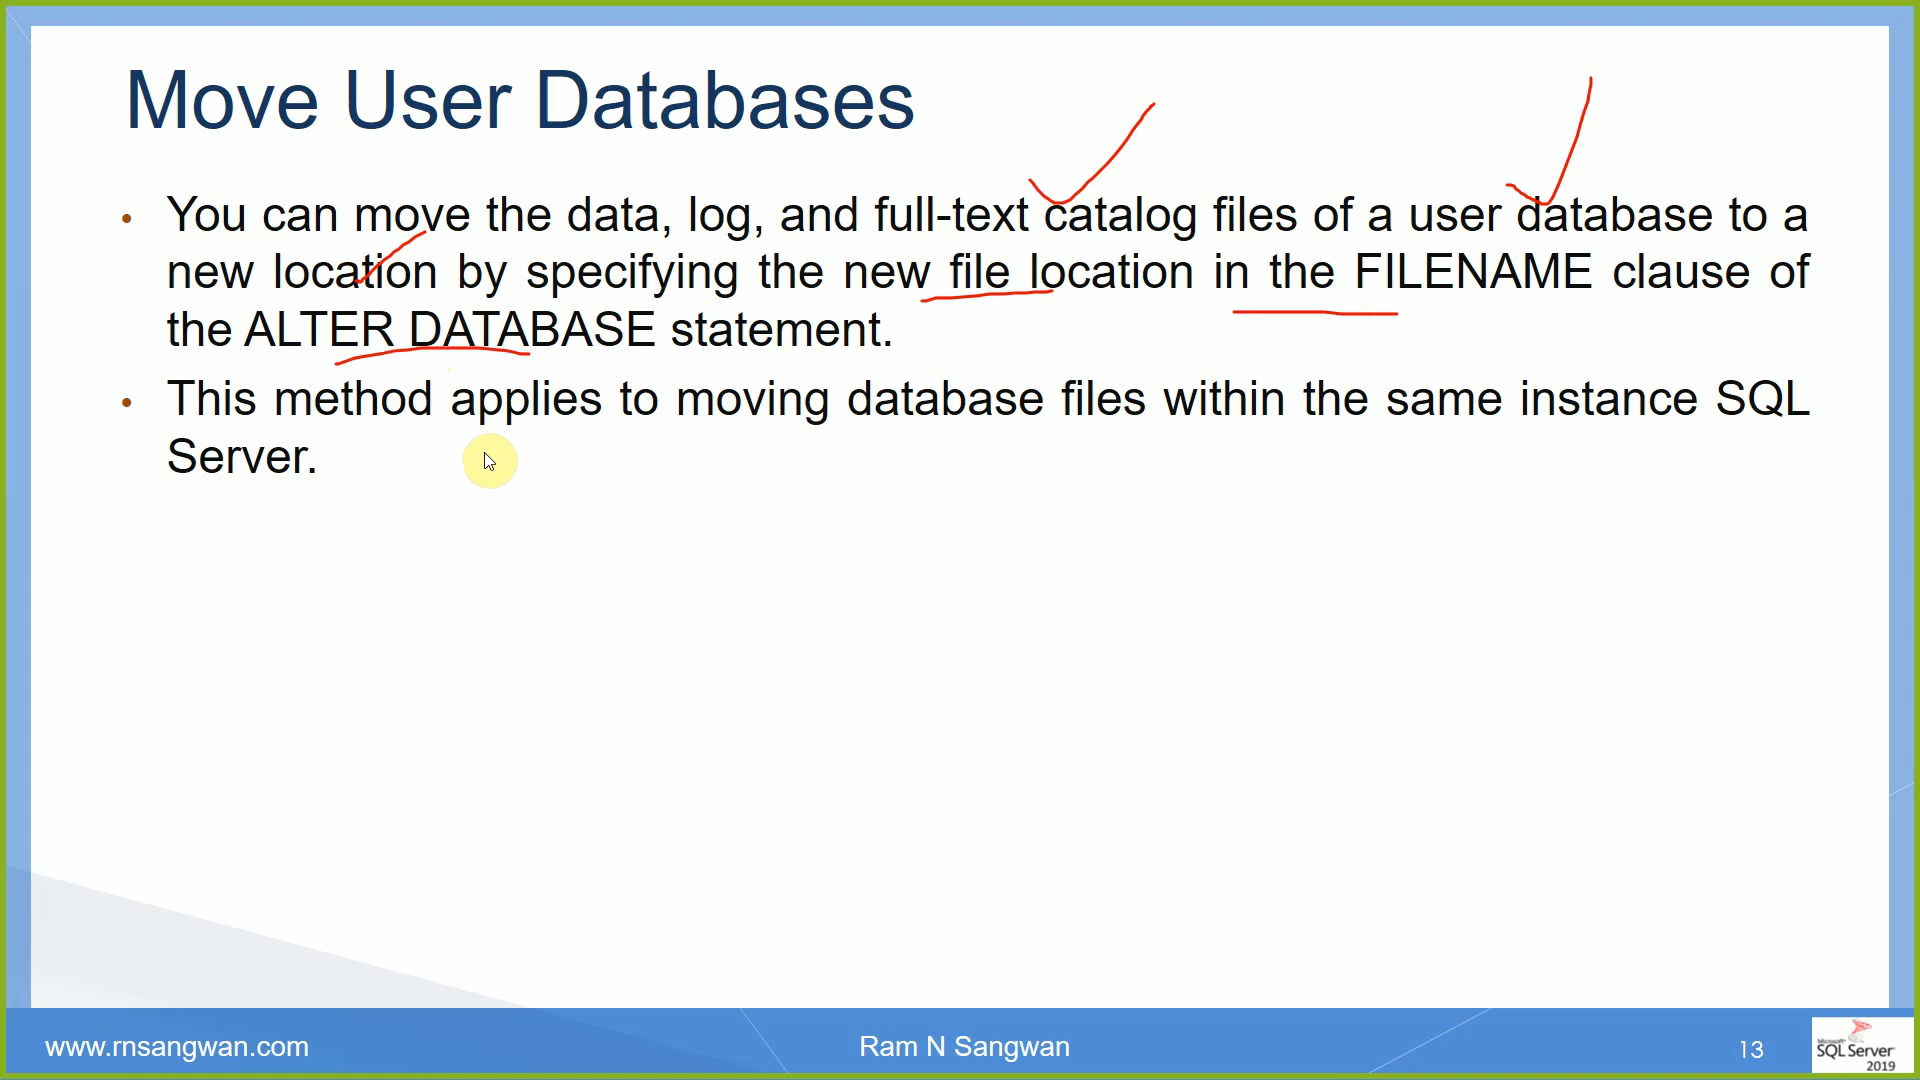 Move User Databases
• You can move the data, log, and full-text catalog files of a user database to a
new location by specifying the new file location in the FILENAME clause of
the ALTER DATABASE statement.
• This method applies to moving database files within the same instance SQL
Server.
www.rnsangwan.com
Ram N Sangwan
13
Microsoft
SQL Server
2019